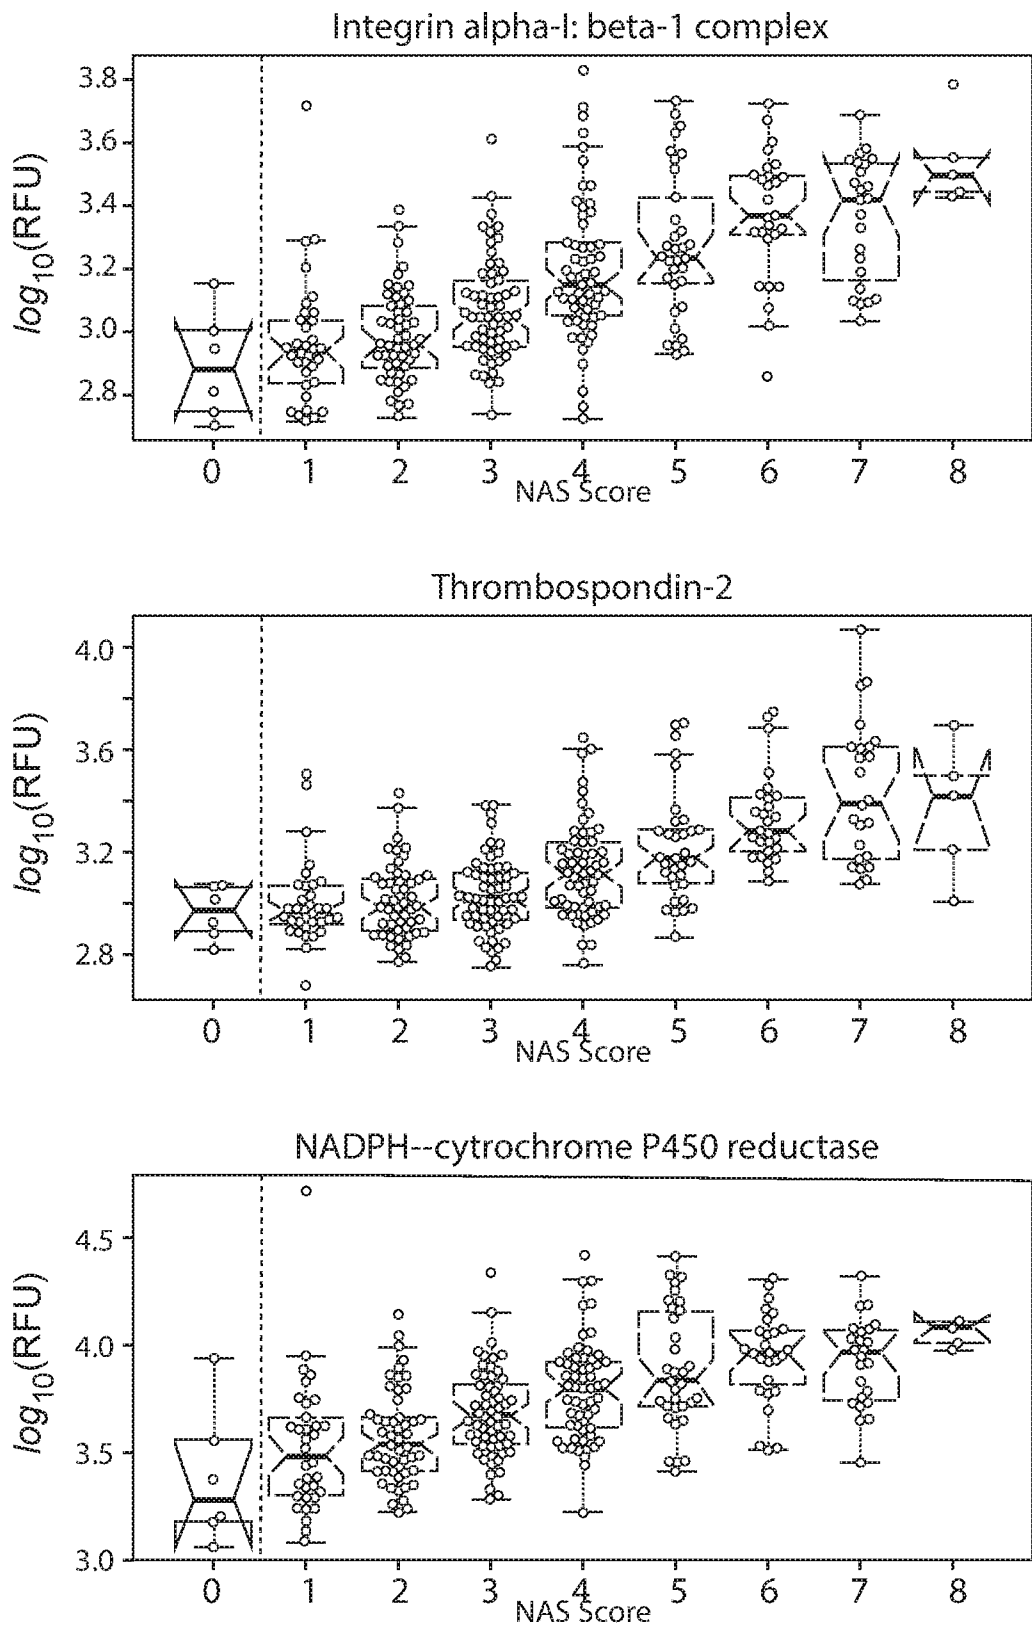 Integrin alpha-I: beta-1 complex
log10(RFU)
3.8
3.6
3.4
3.2
3.0
2.8
0 1 2 3 4 5 6 7 8
NAS Score
Thrombospondin-2
log10(RFU)
4.0
3.6
3.2
2.8
0 1 2 3 4 5 6 7 8
NAS Score
NADPH--cytrochrome P450 reductase
log10(RFU)
4.5
4.0
3.5
3.0
0 1 2 3 4 5 6 7 8
NAS Score